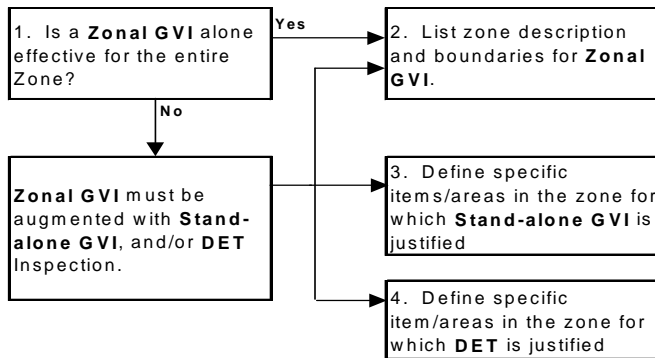 1. Is a Zonal GVI alone
effective for the entire
Zone?
Yes
2. List zone description
and boundaries for Zonal
GVI.
No
Zonal GVI must be
augmented with Stand-
alone GVI, and/or DET
Inspection.
3. Define specific
items/areas in the zone for
which Stand-alone GVI is
justified
4. Define specific
item/areas in the zone for
which DET is justified